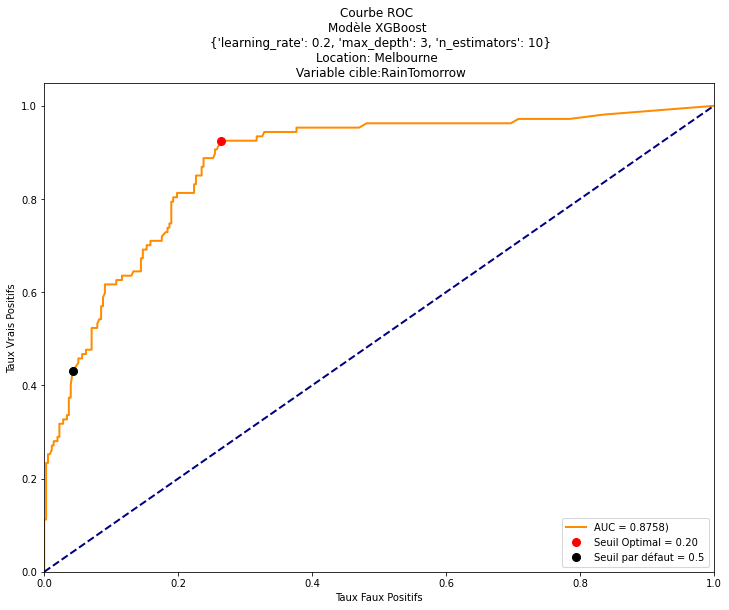 Courbe ROC
Modèle XGBoost
{'learning_rate': 0.2, 'max_depth': 3, 'n_estimators': 10}
Location: Melbourne
Variable cible:RainTomorrow
Taux Vrais Positifs
1.0
0.8
0.6
0.4
0.2
0.0
0.0 0.2 0.4 0.6 0.8 1.0
Taux Faux Positifs
AUC = 0.8758)
Seuil Optimal = 0.20
Seuil par défaut = 0.5